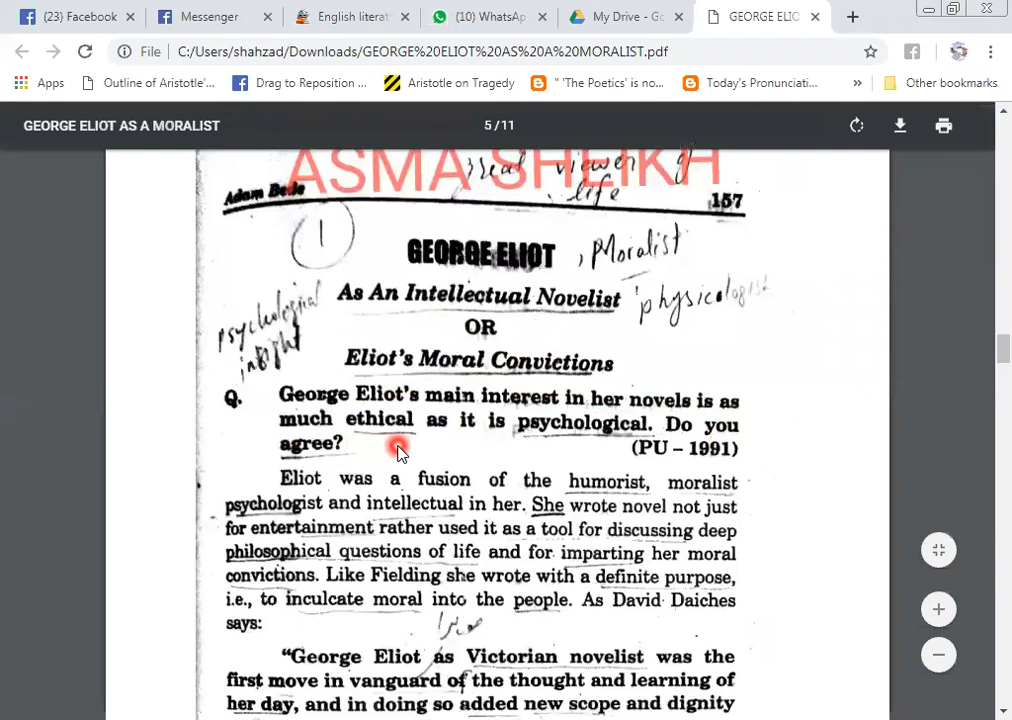 (23) Facebook
Messenger
English literat
(10) WhatsAp
My Drive - Go
GEORGE ELIO
File C:/Users/shahzad/Downloads/GEORGE%20ELIOT%20AS%20A%20MORALIST.pdf
Apps Outline of Aristotle'... Drag to Reposition ... Aristotle on Tragedy " 'The Poetics' is no... Today's Pronunciati... » Other bookmarks
GEORGE ELIOT AS A MORALIST 5 / 11
viewer of
ASMA SHEIKH
life
Adam Bede 157
1
GEORGE ELIOT , Moralist
As An Intellectual Novelist
psychological
OR
Eliot's Moral Convictions
Q. George Eliot's main interest in her novels is as
much ethical as it is psychological. Do you
agree? (PU – 1991)
Eliot was a fusion of the humorist, moralist
psychologist and intellectual in her. She wrote novel not just
for entertainment rather used it as a tool for discussing deep
philosophical questions of life and for imparting her moral
convictions. Like Fielding she wrote with a definite purpose,
i.e., to inculcate moral into the people. As David Daiches
says:
"George Eliot as Victorian novelist was the
first move in vanguard of the thought and learning of
her day, and in doing so added new scope and dignity